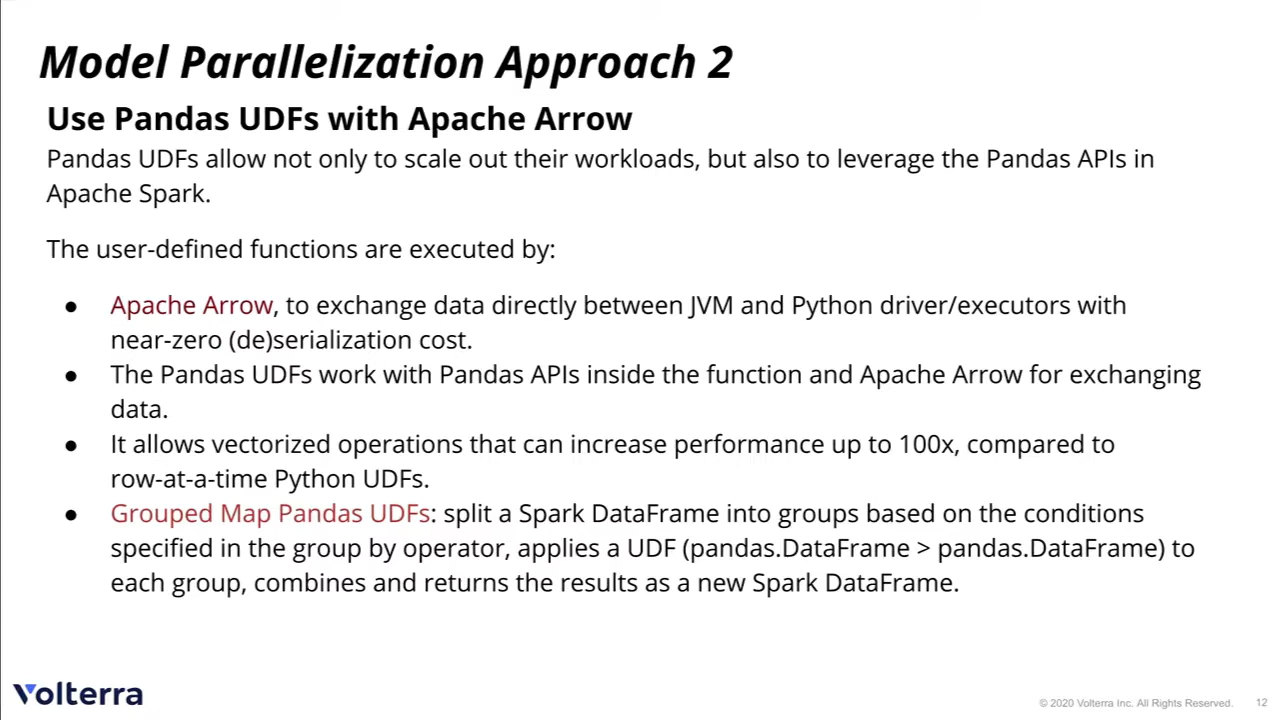 Model Parallelization Approach 2
Use Pandas UDFs with Apache Arrow
Pandas UDFs allow not only to scale out their workloads, but also to leverage the Pandas APIs in
Apache Spark.
The user-defined functions are executed by:
● Apache Arrow, to exchange data directly between JVM and Python driver/executors with
near-zero (de)serialization cost.
● The Pandas UDFs work with Pandas APIs inside the function and Apache Arrow for exchanging
data.
● It allows vectorized operations that can increase performance up to 100x, compared to
row-at-a-time Python UDFs.
● Grouped Map Pandas UDFs: split a Spark DataFrame into groups based on the conditions
specified in the group by operator, applies a UDF (pandas.DataFrame > pandas.DataFrame) to
each group, combines and returns the results as a new Spark DataFrame.
Volterra
© 2020 Volterra Inc. All Rights Reserved. 12